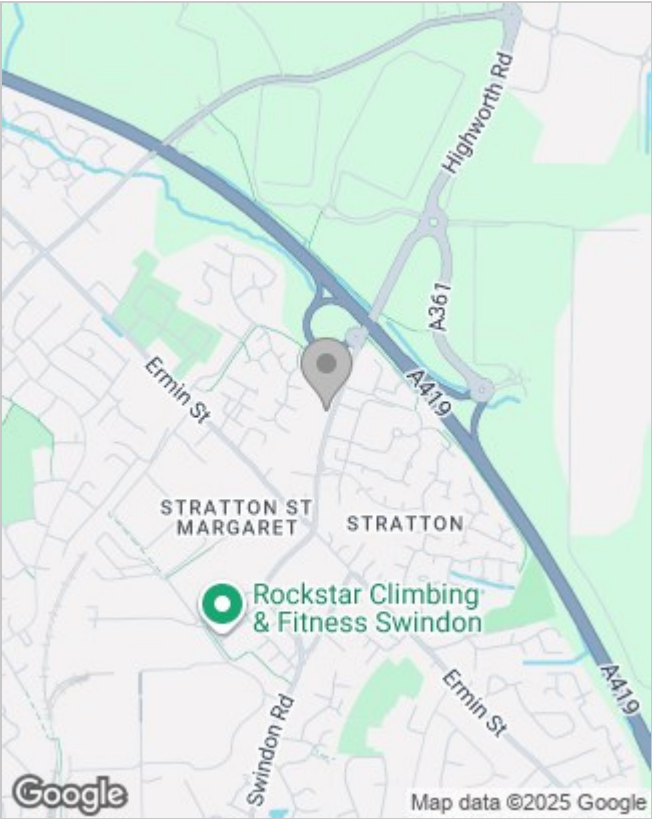 Highworth Rd
A361
A419
Ermin St
STRATTON ST
MARGARET
STRATTON
Rockstar Climbing
& Fitness Swindon
Ermin St
A419
Swindon Rd
Google
Map data ©2025 Google